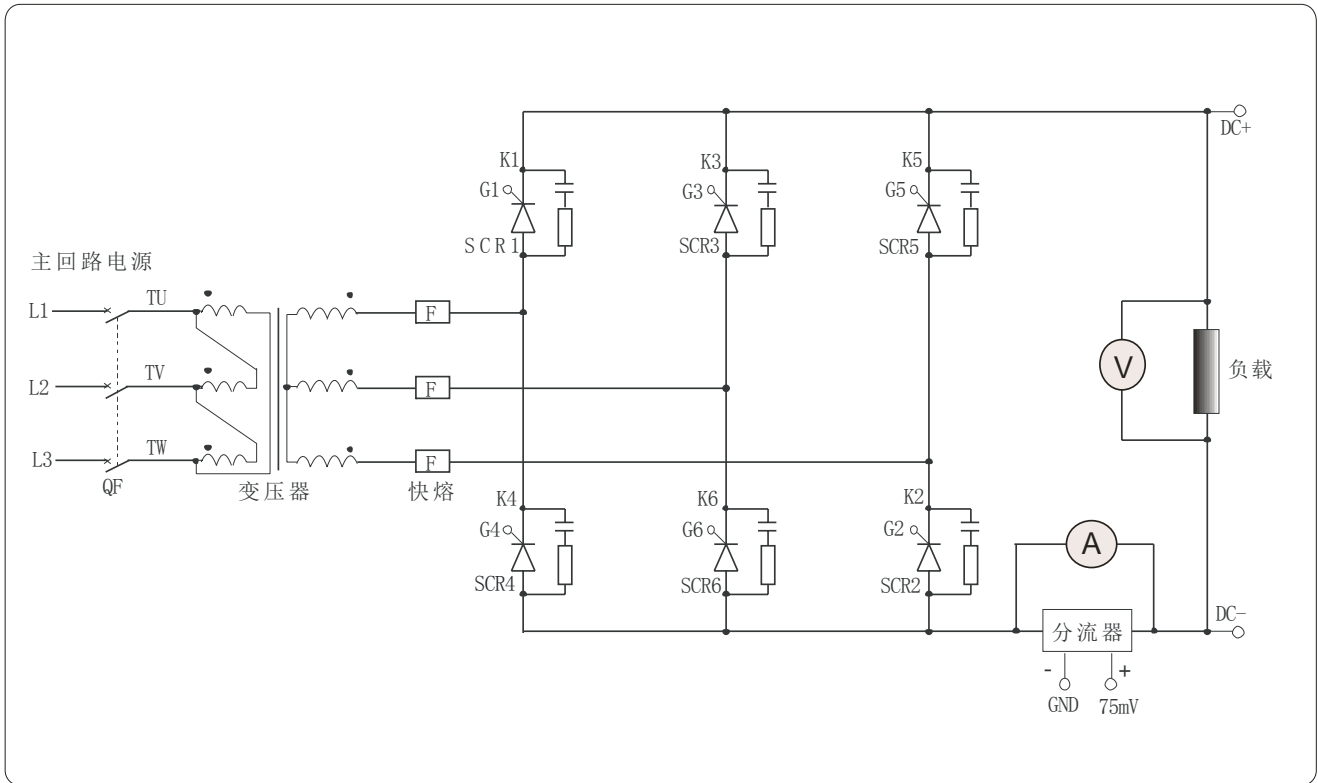 DC+
K1
K3
K5
G1
G3
G5
SCR1
SCR3
SCR5
主回路电源
L1
TU
F
L2
TV
F
V
负载
L3
TW
F
QF
变压器
快熔
K4
K6
K2
G4
G6
G2
A
SCR4
SCR6
SCR2
DC-
分流器
- +
GND 75mV